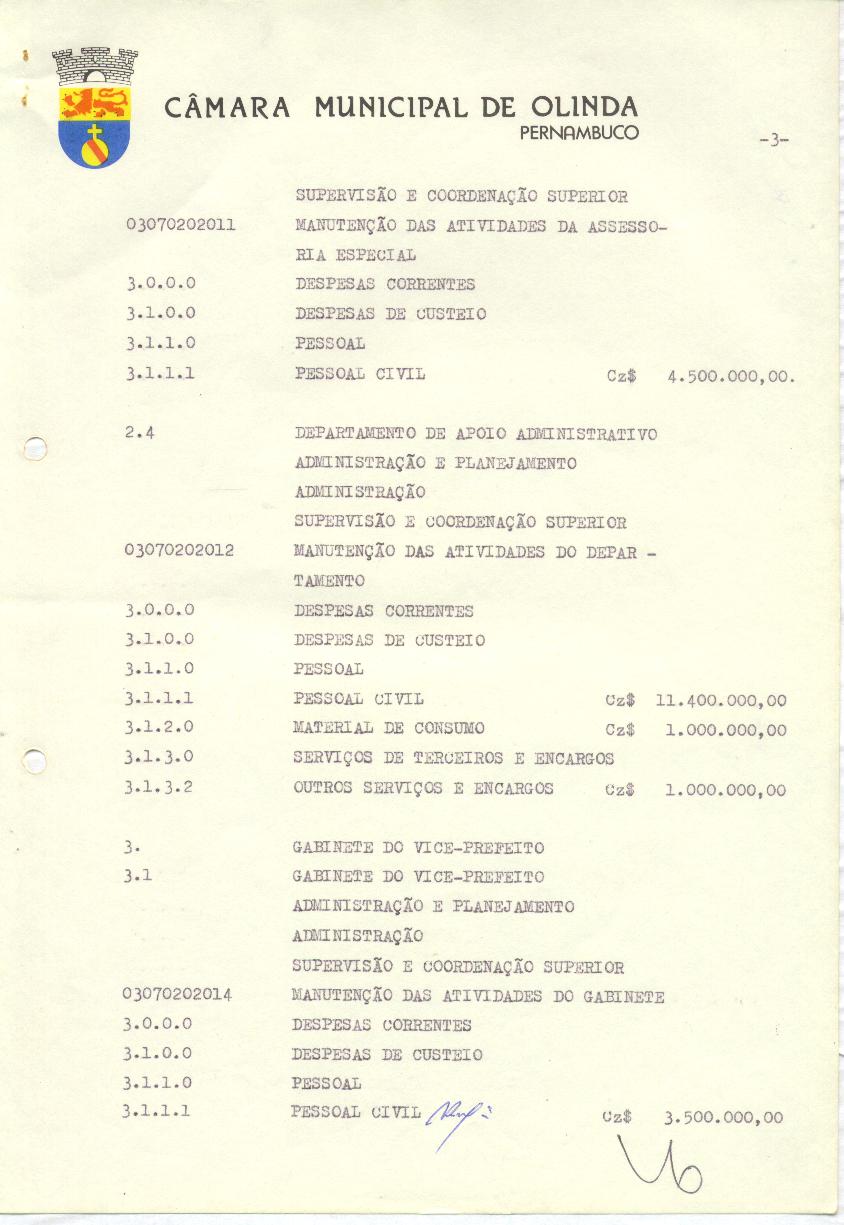 CÂMARA MUNICIPAL DE OLINDA
PERNAMBUCO
-3-
SUPERVISÃO E COORDENAÇÃO SUPERIOR
03070202011 MANUTENÇÃO DAS ATIVIDADES DA ASSESSO-
RIA ESPECIAL
3.0.0.0 DESPESAS CORRENTES
3.1.0.0 DESPESAS DE CUSTEIO
3.1.1.0 PESSOAL
3.1.1.1 PESSOAL CIVIL Cz$ 4.500.000,00.
2.4 DEPARTAMENTO DE APOIO ADMINISTRATIVO
ADMINISTRAÇÃO E PLANEJAMENTO
ADMINISTRAÇÃO
SUPERVISÃO E COORDENAÇÃO SUPERIOR
03070202012 MANUTENÇÃO DAS ATIVIDADES DO DEPAR -
TAMENTO
3.0.0.0 DESPESAS CORRENTES
3.1.0.0 DESPESAS DE CUSTEIO
3.1.1.0 PESSOAL
3.1.1.1 PESSOAL CIVIL Cz$ 11.400.000,00
3.1.2.0 MATERIAL DE CONSUMO Cz$ 1.000.000,00
3.1.3.0 SERVIÇOS DE TERCEIROS E ENCARGOS
3.1.3.2 OUTROS SERVIÇOS E ENCARGOS Cz$ 1.000.000,00
3. GABINETE DO VICE-PREFEITO
3.1 GABINETE DO VICE-PREFEITO
ADMINISTRAÇÃO E PLANEJAMENTO
ADMINISTRAÇÃO
SUPERVISÃO E COORDENAÇÃO SUPERIOR
03070202014 MANUTENÇÃO DAS ATIVIDADES DO GABINETE
3.0.0.0 DESPESAS CORRENTES
3.1.0.0 DESPESAS DE CUSTEIO
3.1.1.0 PESSOAL
3.1.1.1 PESSOAL CIVIL Cz$ 3.500.000,00